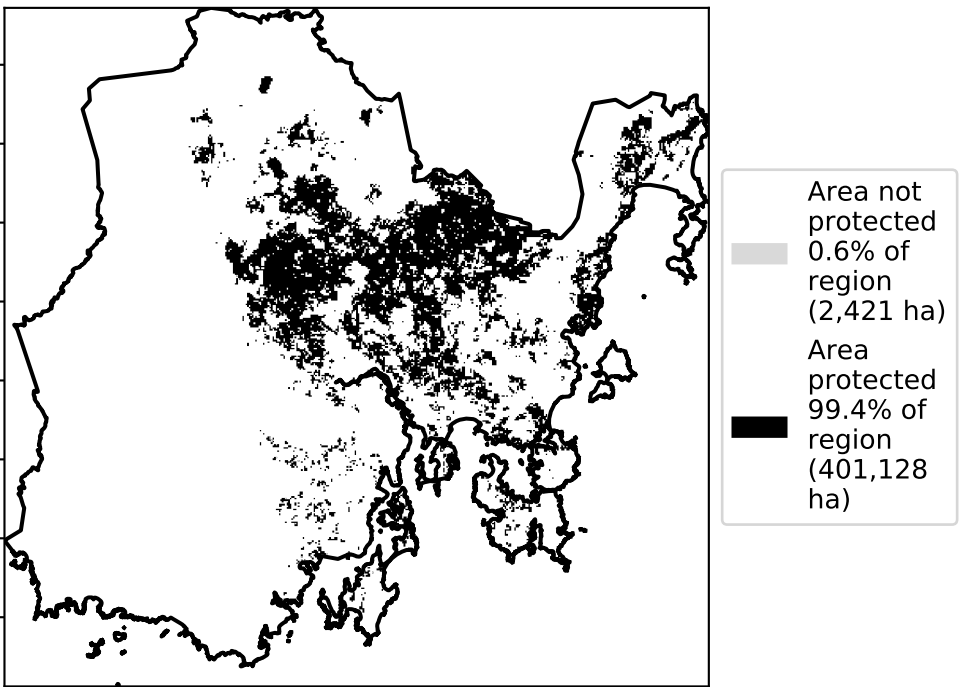 Area not
protected
0.6% of
region
(2,421 ha)
Area
protected
99.4% of
region
(401,128
ha)